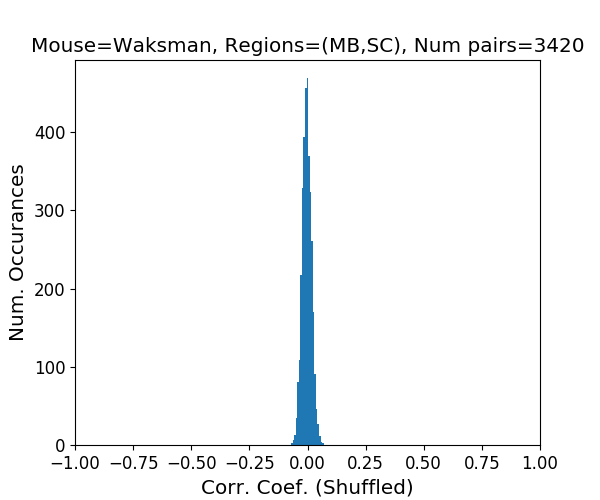 Mouse=Waksman, Regions=(MB,SC), Num pairs=3420
Num. Occurances
400
300
200
100
0
−1.00 −0.75 −0.50 −0.25 0.00 0.25 0.50 0.75 1.00
Corr. Coef. (Shuffled)